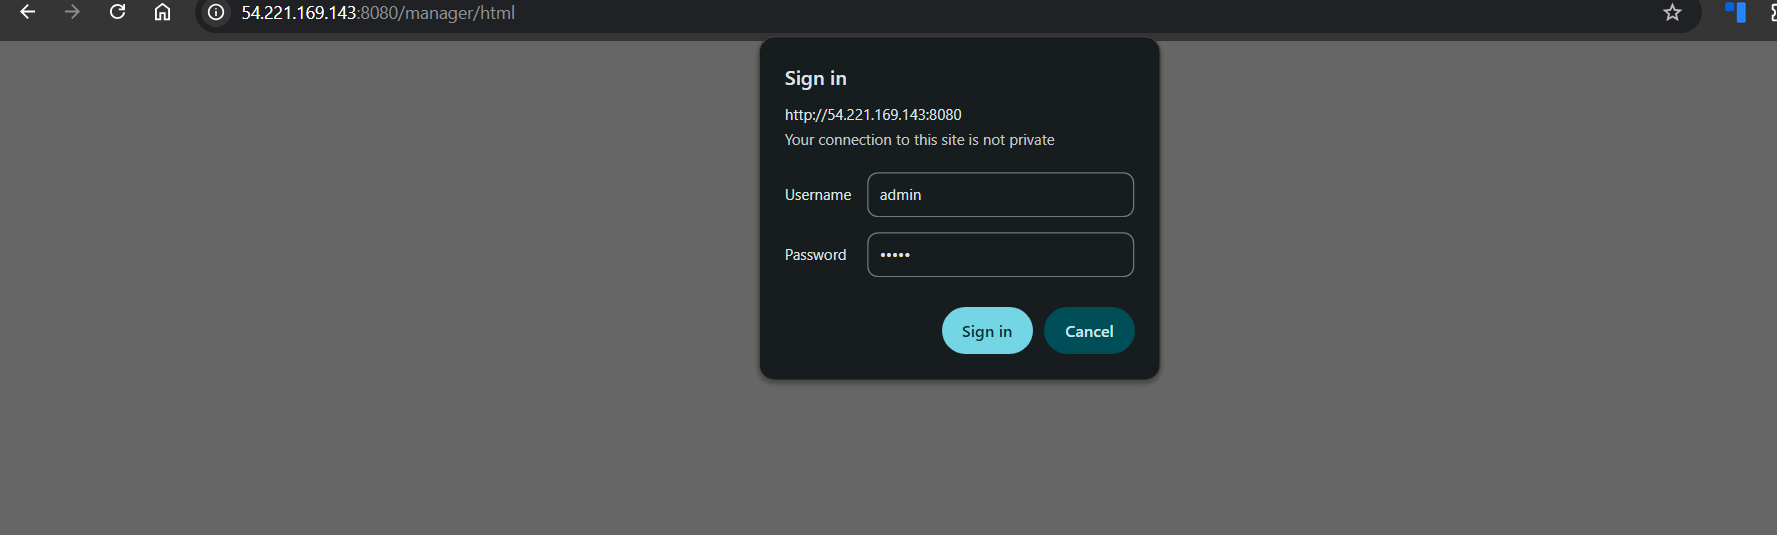 54.221.169.143:8080/manager/html
Sign in
http://54.221.169.143:8080
Your connection to this site is not private
Username admin
Password •••••
Sign in Cancel